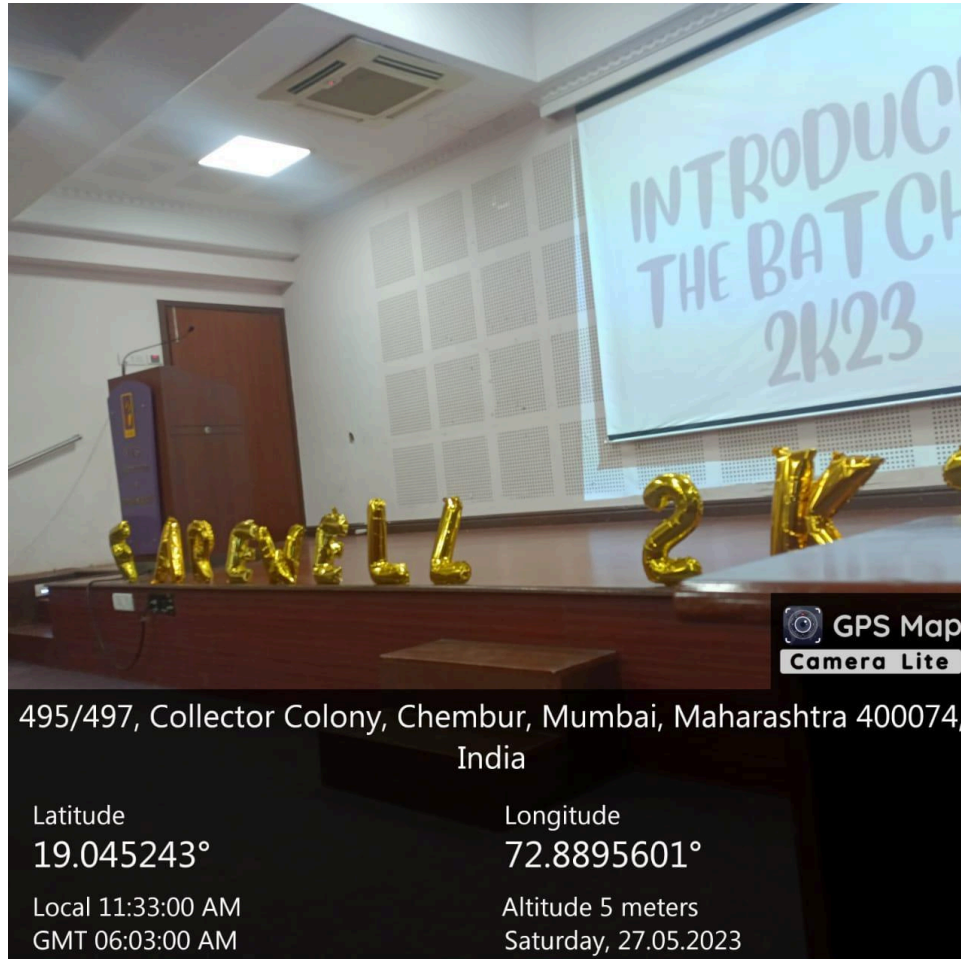 INTRODUC
THE BATCH
2K23
FAREWELL 2K
GPS Map
Camera Lite
495/497, Collector Colony, Chembur, Mumbai, Maharashtra 400074,
India
Latitude
19.045243°
Longitude
72.8895601°
Local 11:33:00 AM
GMT 06:03:00 AM
Altitude 5 meters
Saturday, 27.05.2023